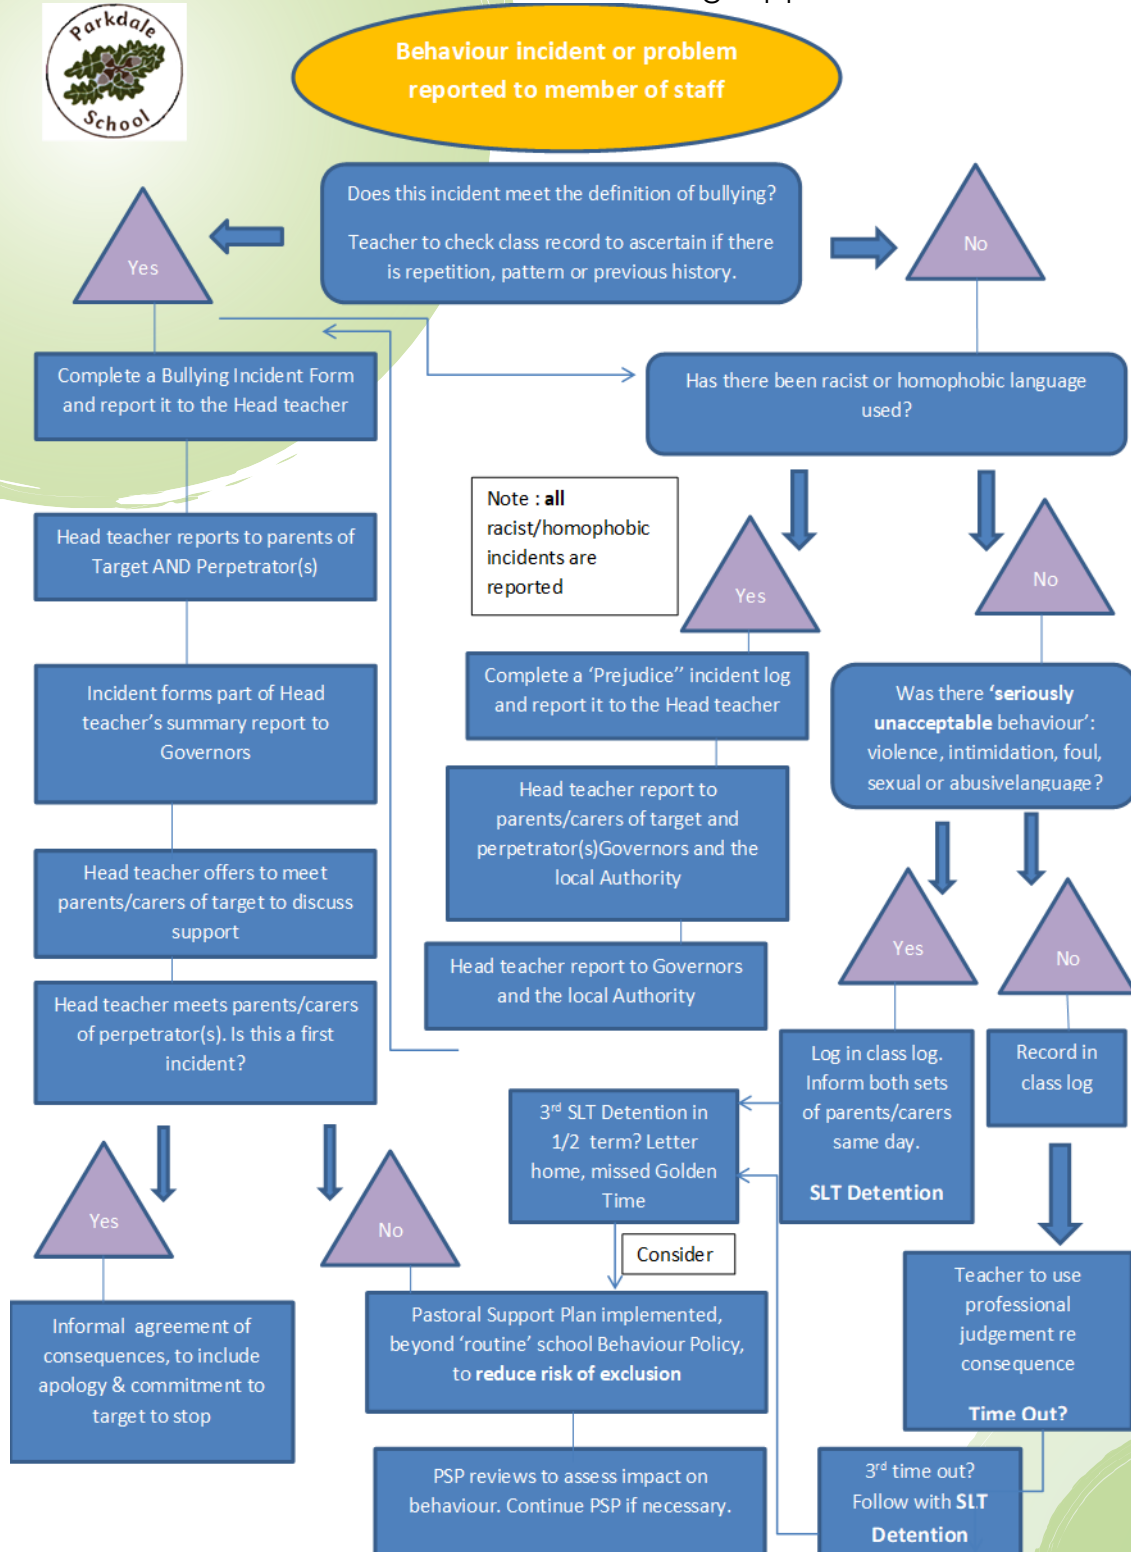 Parkdale
School
Behaviour incident or problem
reported to member of staff
Does this incident meet the definition of bullying?
Teacher to check class record to ascertain if there
is repetition, pattern or previous history.
Yes
No
Complete a Bullying Incident Form
and report it to the Head teacher
Has there been racist or homophobic language
used?
Note : all
racist/homophobic
incidents are
reported
Yes
No
Head teacher reports to parents of
Target AND Perpetrator(s)
Complete a ‘Prejudice’’ incident log
and report it to the Head teacher
Was there ‘seriously
unacceptable behaviour’:
violence, intimidation, foul,
sexual or abusivelanguage?
Incident forms part of Head
teacher’s summary report to
Governors
Head teacher report to
parents/carers of target and
perpetrator(s)Governors and the
local Authority
Head teacher offers to meet
parents/carers of target to discuss
support
Head teacher report to Governors
and the local Authority
Yes
No
Head teacher meets parents/carers
of perpetrator(s). Is this a first
incident?
Log in class log.
Inform both sets
of parents/carers
same day.
SLT Detention
Record in
class log
3rd SLT Detention in
1/2 term? Letter
home, missed Golden
Time
Consider
Yes
No
Teacher to use
professional
judgement re
consequence
Time Out?
Informal agreement of
consequences, to include
apology & commitment to
target to stop
Pastoral Support Plan implemented,
beyond ‘routine’ school Behaviour Policy,
to reduce risk of exclusion
PSP reviews to assess impact on
behaviour. Continue PSP if necessary.
3rd time out?
Follow with SLT
Detention